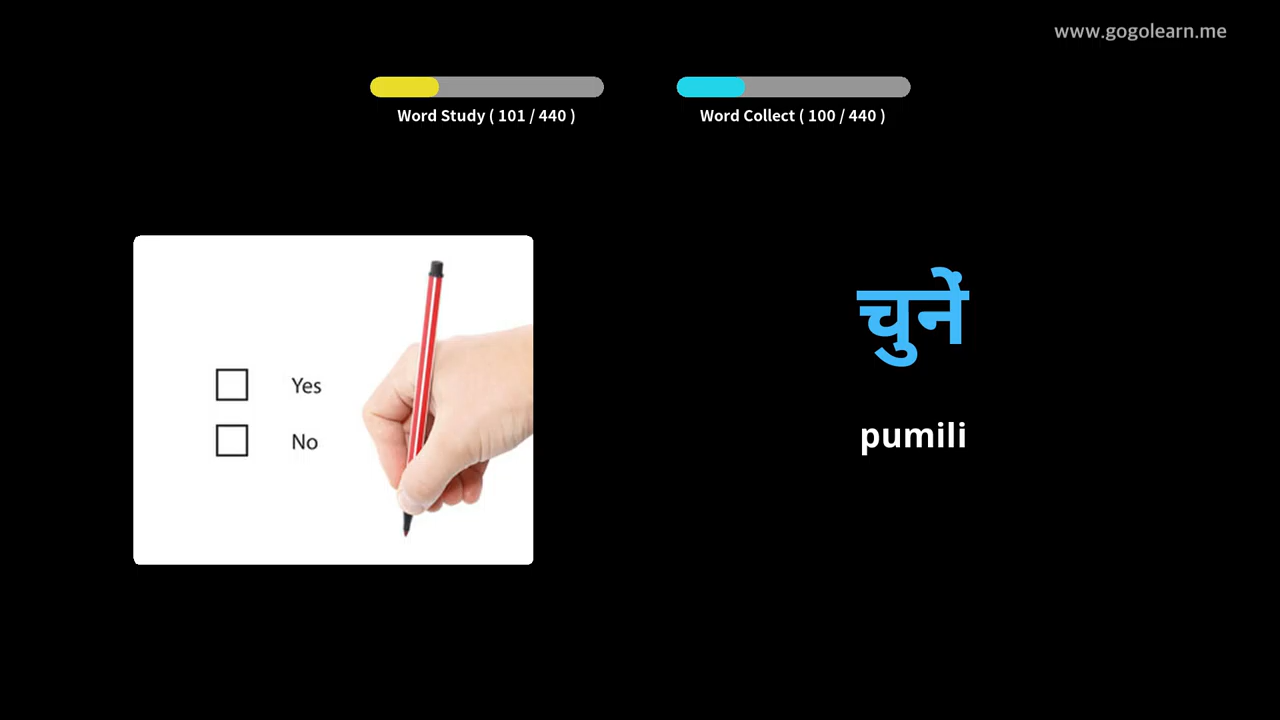 www.gogolearn.me
Word Study ( 101 / 440 )
Word Collect ( 100 / 440 )
Yes
No
चुनें
pumili